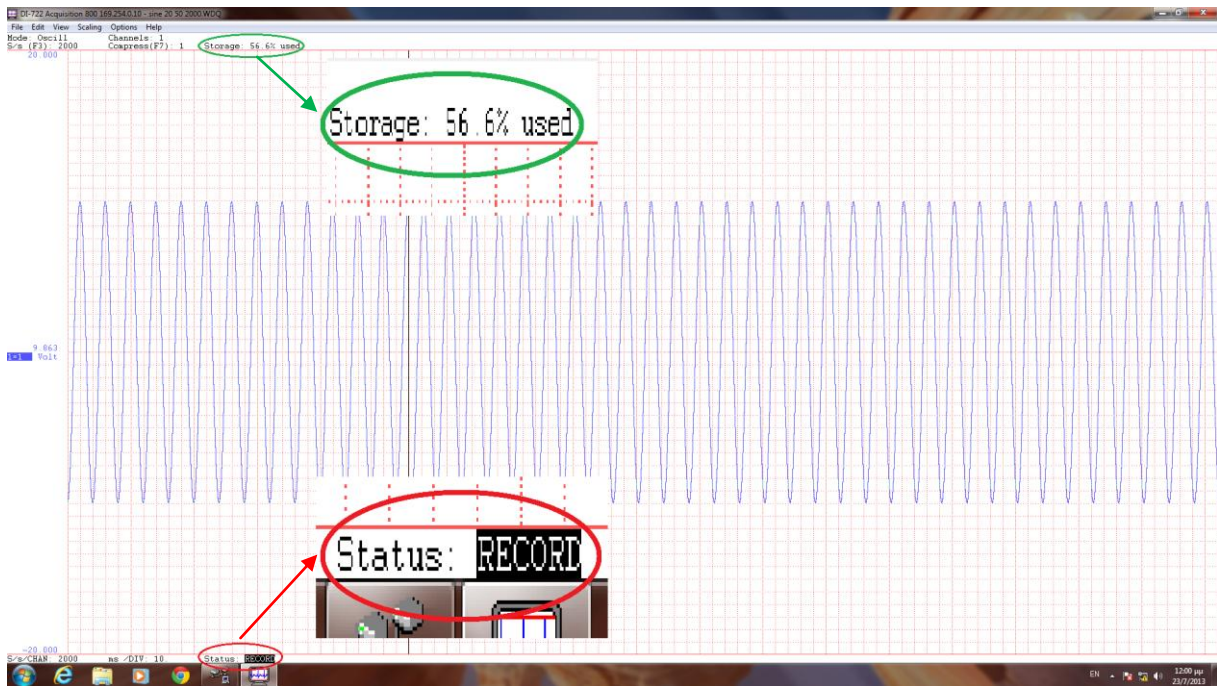 DI-722 Acquisition 800 169.254.0.10 - sine 20 50 2000.WDQ
File Edit View Scaling Options Help
Mode: Oscill Channels: 1
S/s (F3): 2000 Compress(F7): 1 Storage: 56.6% used
20.000
Storage: 56.6% used
9.863
1=1 Volt
Status: RECORD
-20.000
S/s/CHAN: 2000 ms /DIV: 10 Status: RECORD
EN 12:00 μμ
23/7/2013